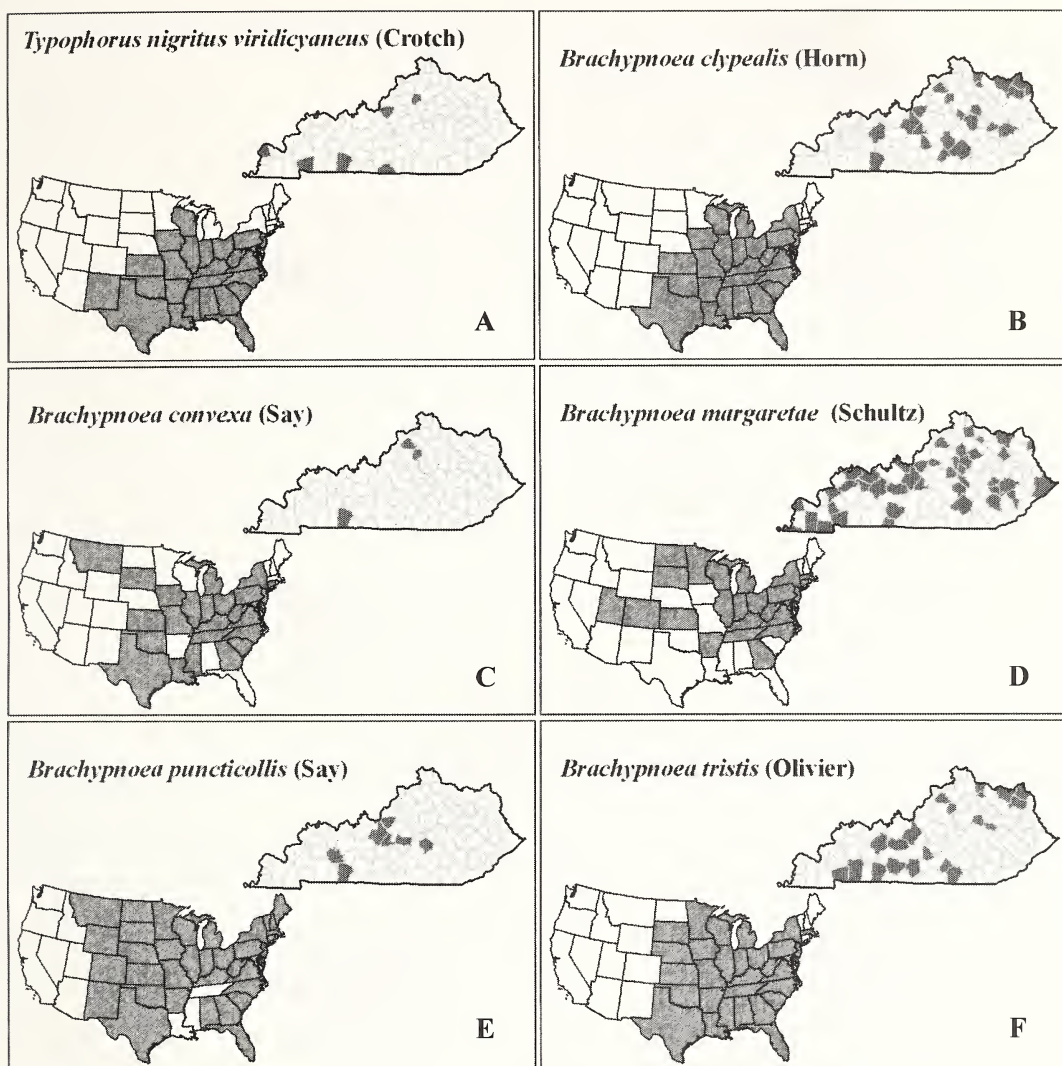 Typophorus nigritus viridicyaneus (Crotch)
A
Brachypnoea clypealis (Horn)
B
Brachypnoea convexa (Say)
C
Brachypnoea margaretae (Schultz)
D
Brachypnoea puncticollis (Say)
E
Brachypnoea tristis (Olivier)
F